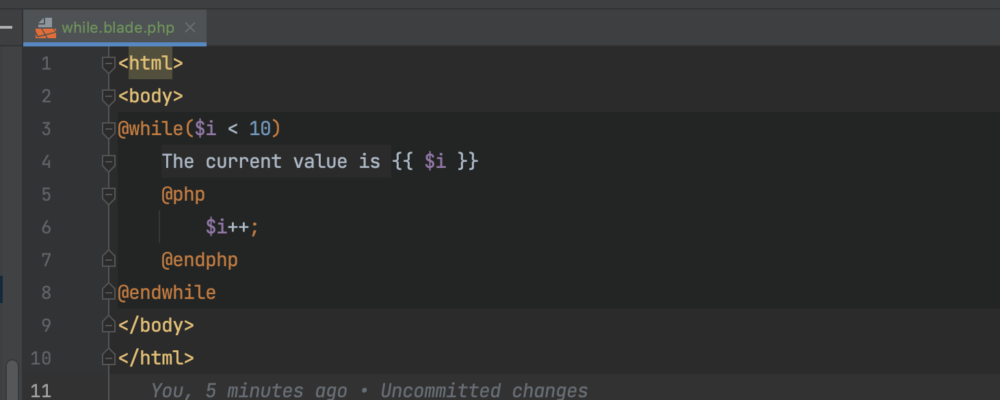 while.blade.php
1 <html>
2 <body>
3 @while($i < 10)
4 The current value is {{ $i }}
5 @php
6 $i++;
7 @endphp
8 @endwhile
9 </body>
10 </html>
11 You, 5 minutes ago • Uncommitted changes